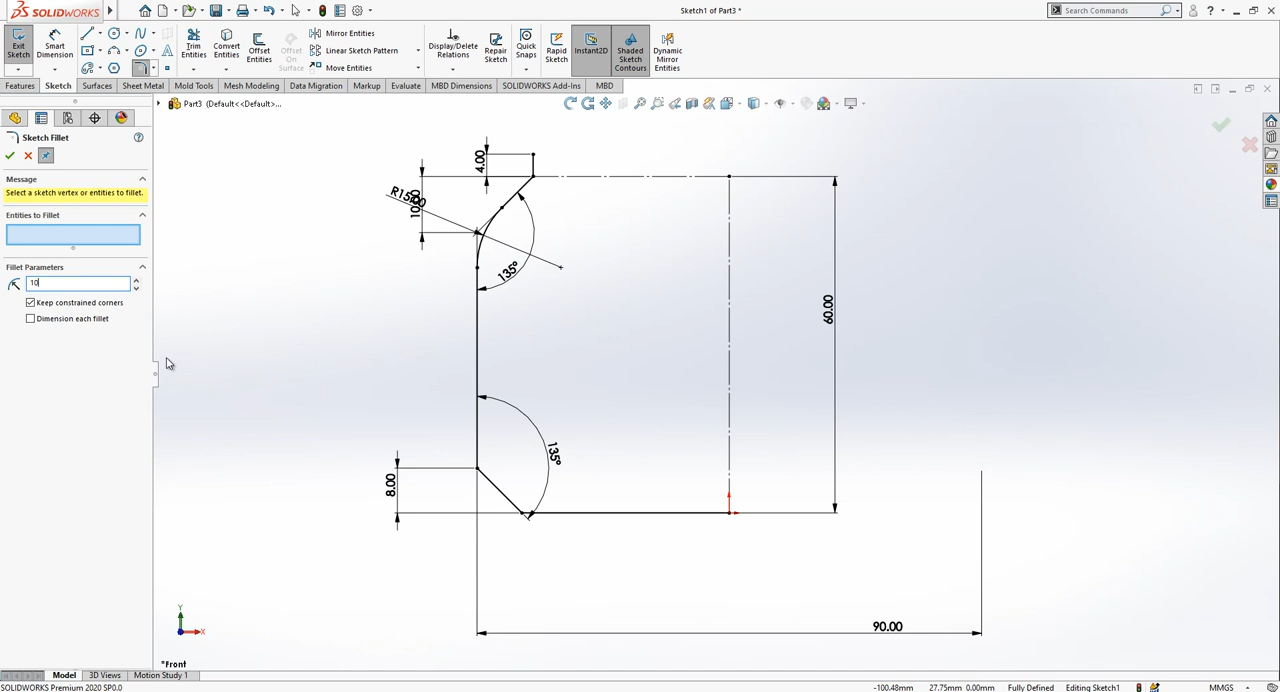 SOLIDWORKS
Sketch1 of Part3 *
Search Commands
Exit Sketch
Smart Dimension
Trim Entities
Convert Entities
Offset Entities
Offset On Surface
Mirror Entities
Linear Sketch Pattern
Move Entities
Display/Delete Relations
Repair Sketch
Quick Snaps
Rapid Sketch
Instant2D
Shaded Sketch Contours
Dynamic Mirror Entities
Features Sketch Surfaces Sheet Metal Mold Tools Mesh Modeling Data Migration Markup Evaluate MBD Dimensions SOLIDWORKS Add-Ins MBD
Part3 (Default<<Default>...
Sketch Fillet
Message
Select a sketch vertex or entities to fillet.
Entities to Fillet
Fillet Parameters
10
Keep constrained corners
Dimension each fillet
4.00
135°
60.00
135°
8.00
90.00
Y
X
*Front
Model 3D Views Motion Study 1
SOLIDWORKS Premium 2020 SP0.0
-100.48mm 27.75mm 0.00mm Fully Defined Editing Sketch1 MMGS